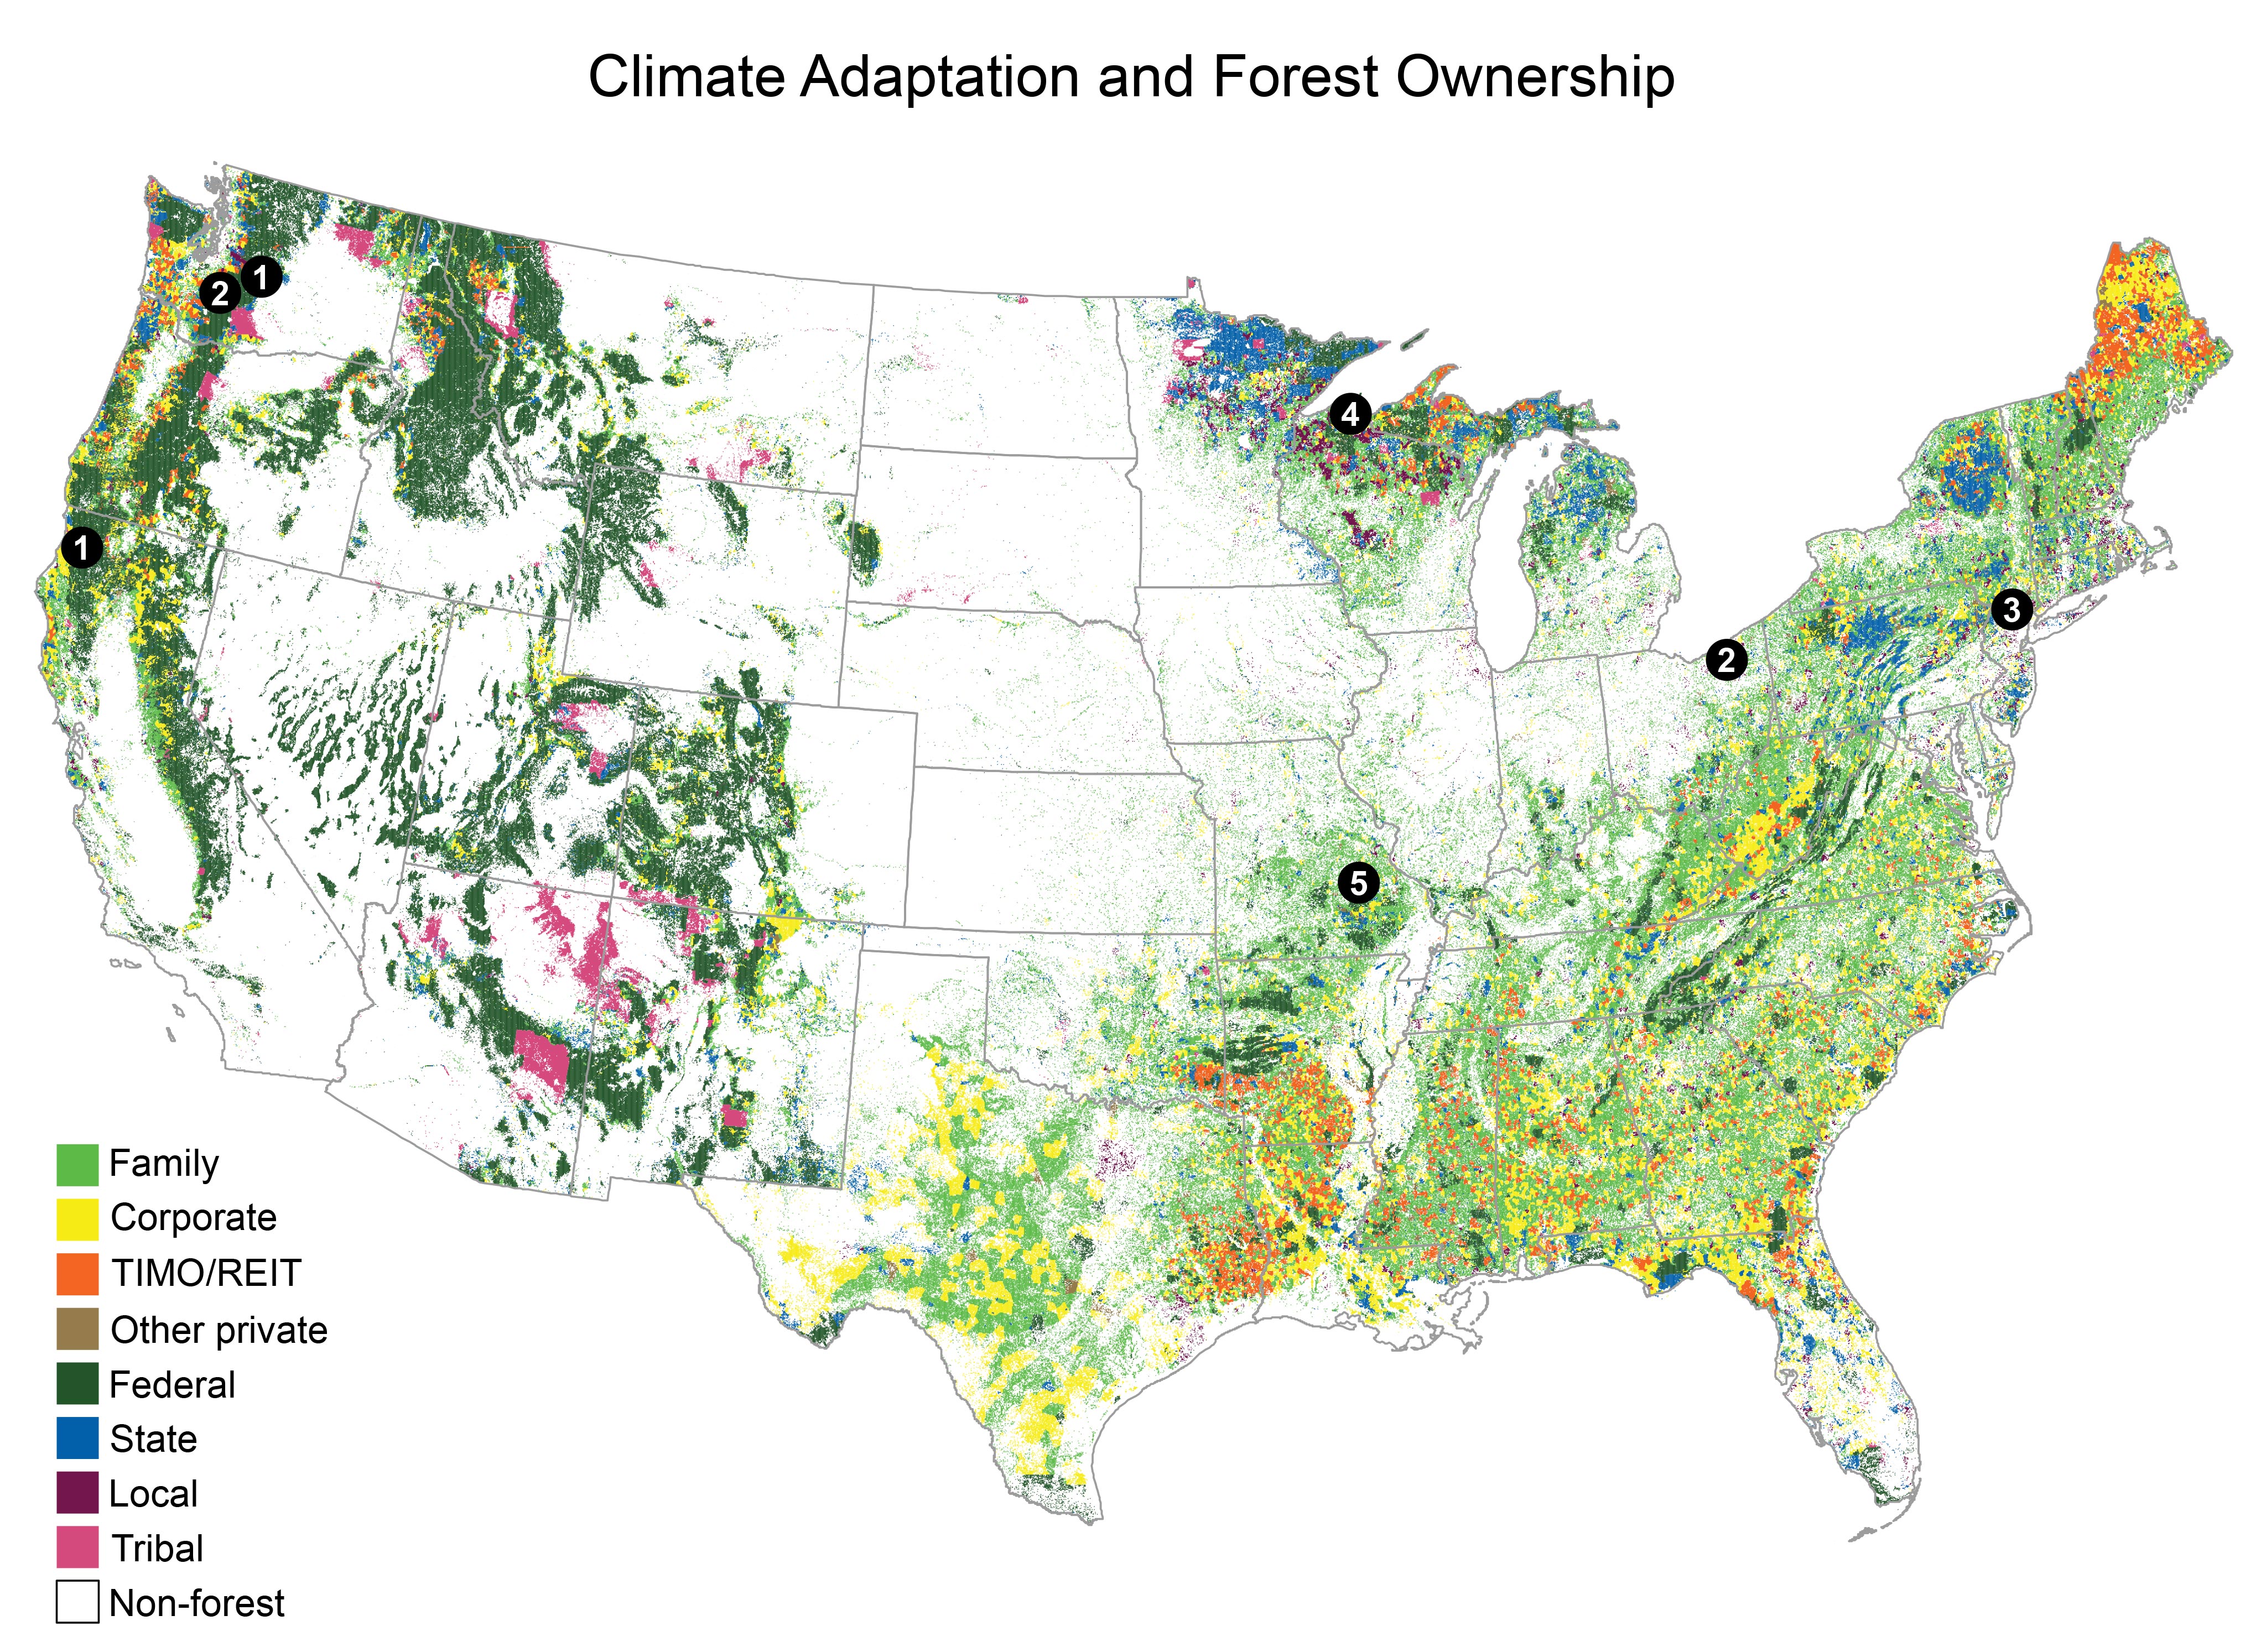 Climate Adaptation and Forest Ownership
1
2
4
1
3
2
5
Family
Corporate
TIMO/REIT
Other private
Federal
State
Local
Tribal
Non-forest